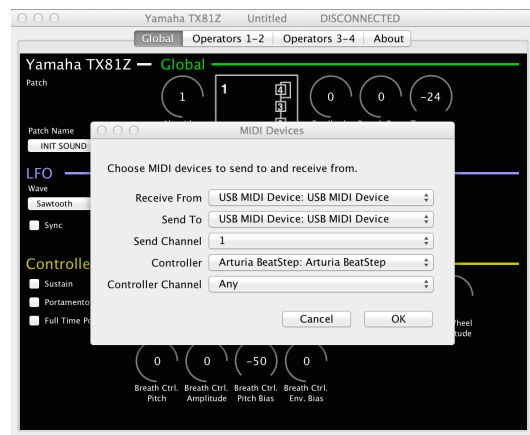 Yamaha TX81Z Untitled DISCONNECTED
Global Operators 1–2 Operators 3–4 About
Yamaha TX81Z — Global
Patch
1
1
4
3
0
0
-24
Patch Name
INIT SOUND
LFO
Wave
Sawtooth
Sync
Controlle
Sustain
Portamento
Full Time Po
MIDI Devices
Choose MIDI devices to send to and receive from.
Receive From USB MIDI Device: USB MIDI Device
Send To USB MIDI Device: USB MIDI Device
Send Channel 1
Controller Arturia BeatStep: Arturia BeatStep
Controller Channel Any
Cancel OK
0
0
-50
0
Breath Ctrl. Pitch
Breath Ctrl. Amplitude
Breath Ctrl. Pitch Bias
Breath Ctrl. Env. Bias